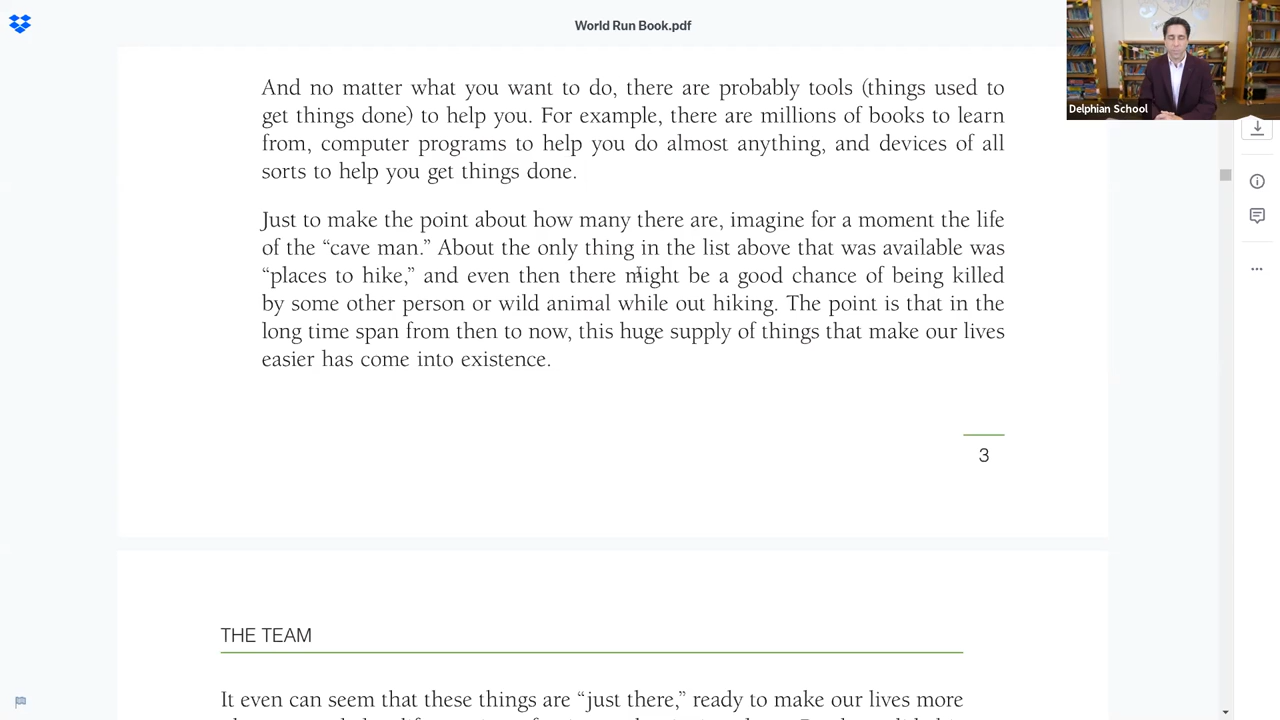 World Run Book.pdf
Delphian School
And no matter what you want to do, there are probably tools (things used to
get things done) to help you. For example, there are millions of books to learn
from, computer programs to help you do almost anything, and devices of all
sorts to help you get things done.
Just to make the point about how many there are, imagine for a moment the life
of the “cave man.” About the only thing in the list above that was available was
“places to hike,” and even then there might be a good chance of being killed
by some other person or wild animal while out hiking. The point is that in the
long time span from then to now, this huge supply of things that make our lives
easier has come into existence.
3
THE TEAM
It even can seem that these things are “just there,” ready to make our lives more